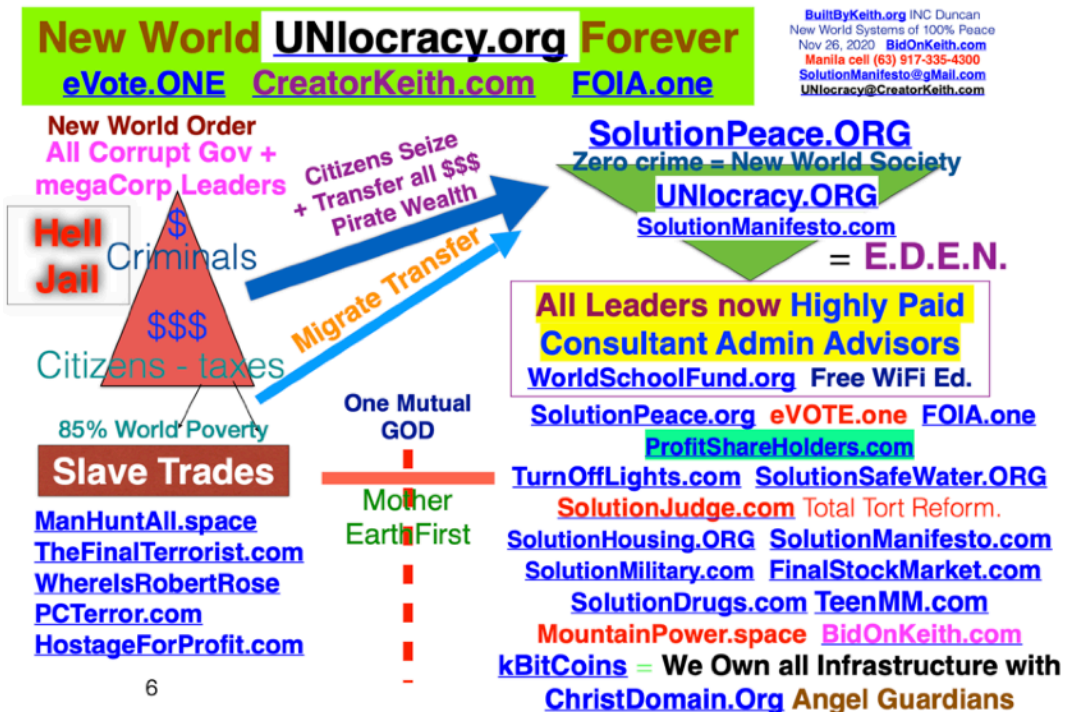 New World UNIocracy.org Forever
eVote.ONE CreatorKeith.com FOIA.one
BuiltByKeith.org INC Duncan
New World Systems of 100% Peace
Nov 26, 2020 BidOnKeith.com
Manila cell (63) 917-335-4300
SolutionManifesto@gMail.com
UNIocracy@CreatorKeith.com
New World Order
All Corrupt Gov +
megaCorp Leaders
Hell
Jail
$
Criminals
$$$
Citizens - taxes
85% World Poverty
Slave Trades
ManHuntAll.space
TheFinalTerrorist.com
WhereIsRobertRose
PCTerror.com
HostageForProfit.com
6
Citizens Seize
+ Transfer all $$$
Pirate Wealth
Migrate Transfer
One Mutual
GOD
Mother
EarthFirst
SolutionPeace.ORG
Zero crime = New World Society
UNIocracy.ORG
SolutionManifesto.com
= E.D.E.N.
All Leaders now Highly Paid
Consultant Admin Advisors
WorldSchoolFund.org Free WiFi Ed.
SolutionPeace.org eVOTE.one FOIA.one
ProfitShareHolders.com
TurnOffLights.com SolutionSafeWater.ORG
SolutionJudge.com Total Tort Reform.
SolutionHousing.ORG SolutionManifesto.com
SolutionMilitary.com FinalStockMarket.com
SolutionDrugs.com TeenMM.com
MountainPower.space BidOnKeith.com
kBitCoins = We Own all Infrastructure with
ChristDomain.Org Angel Guardians